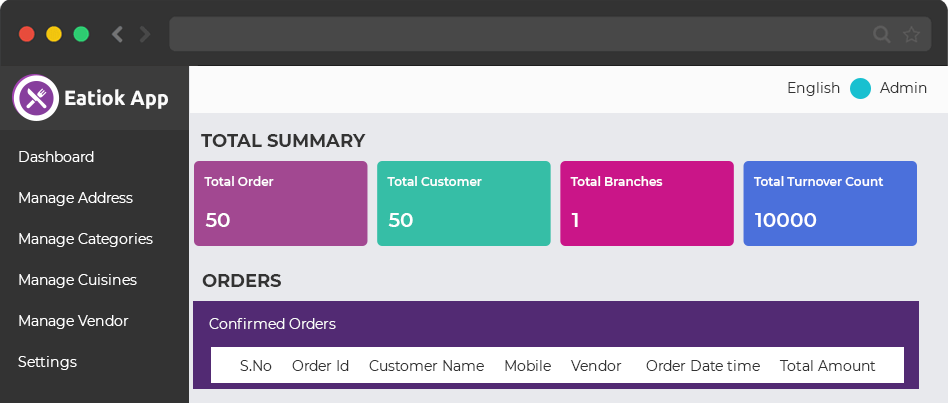 Eatiok App
English Admin
Dashboard
Manage Address
Manage Categories
Manage Cuisines
Manage Vendor
Settings
TOTAL SUMMARY
Total Order
50
Total Customer
50
Total Branches
1
Total Turnover Count
10000
ORDERS
Confirmed Orders
S.No Order Id Customer Name Mobile Vendor Order Date time Total Amount